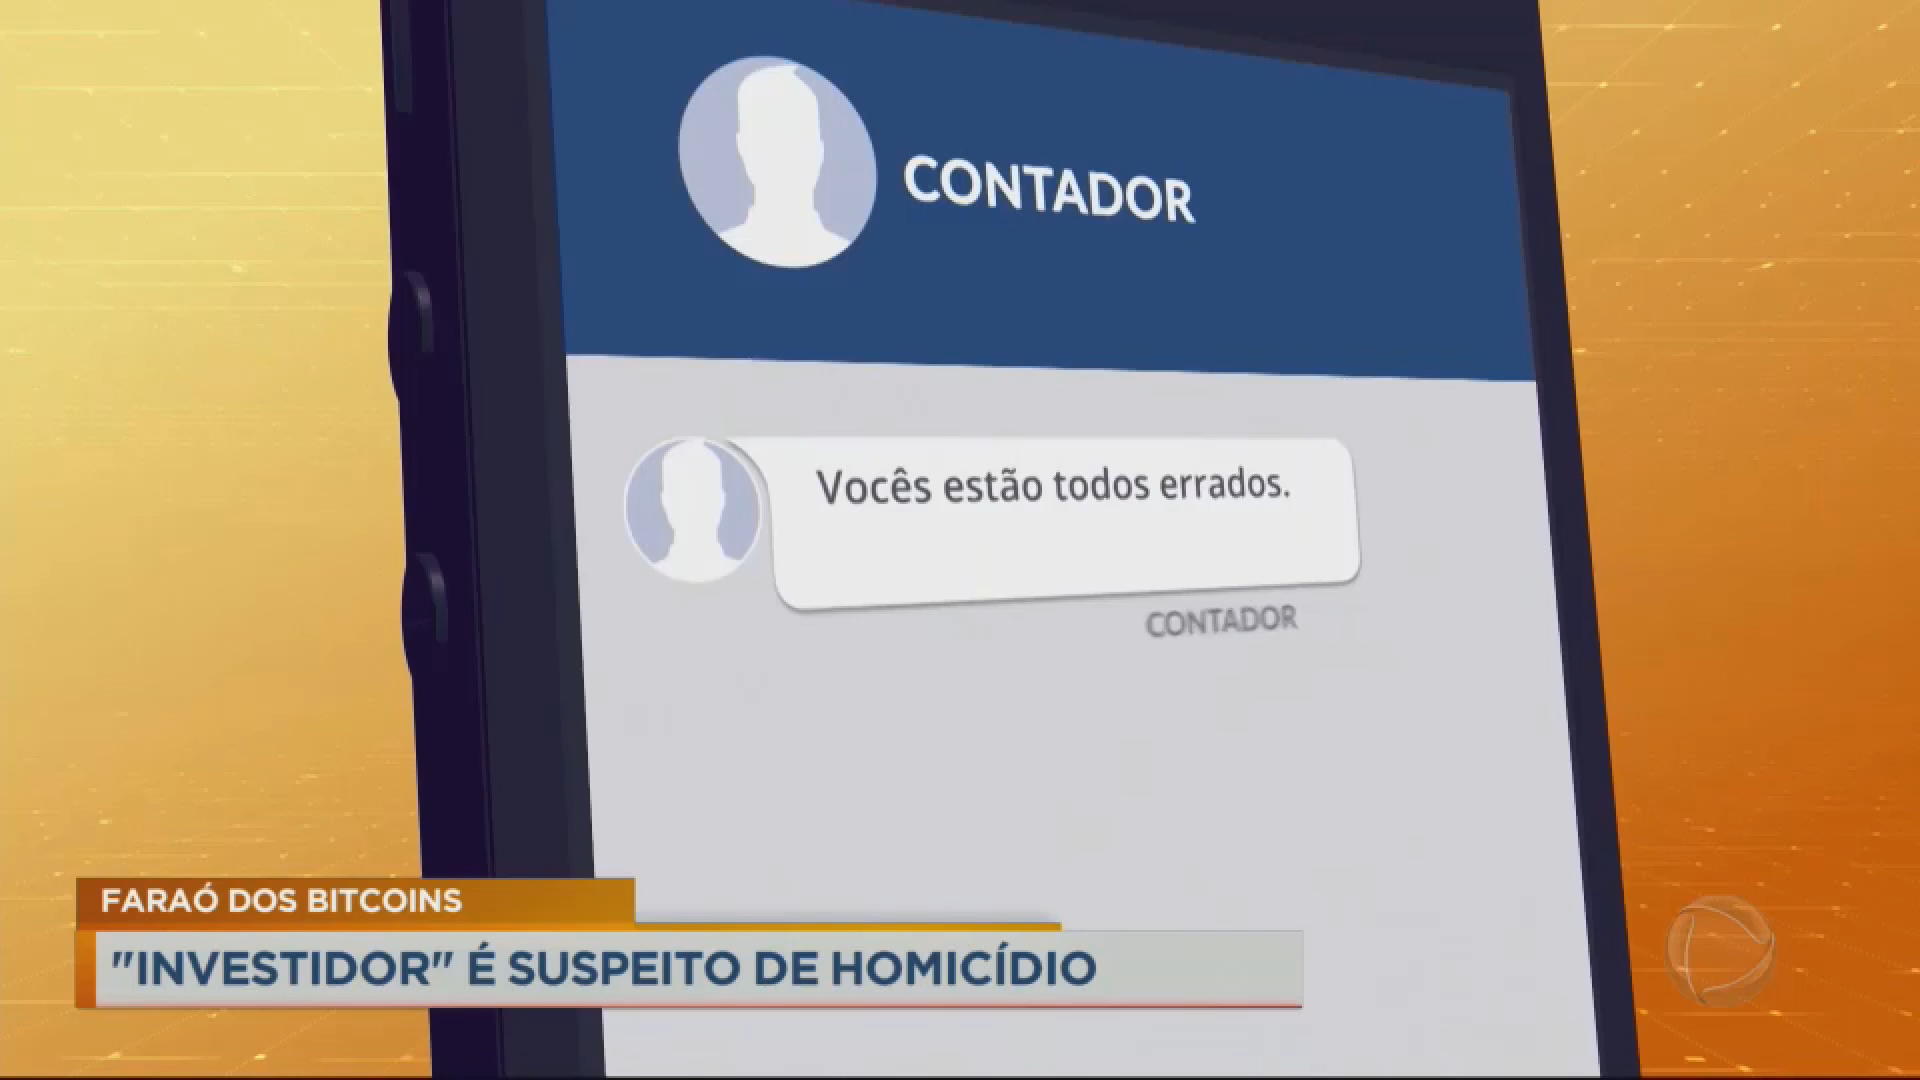 CONTADOR
Vocês estão todos errados.
CONTADOR
FARAÓ DOS BITCOINS
"INVESTIDOR" É SUSPEITO DE HOMICÍDIO